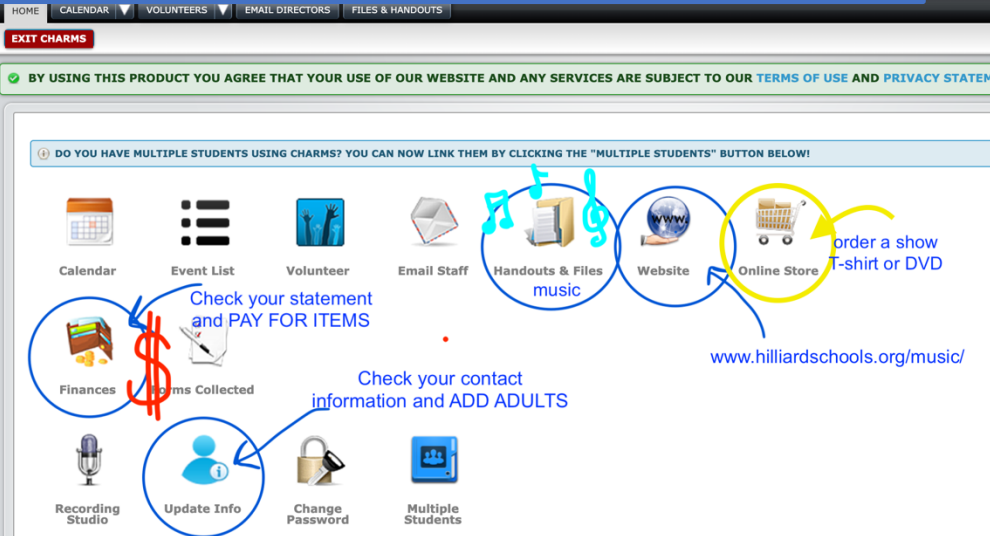 HOME CALENDAR VOLUNTEERS EMAIL DIRECTORS FILES & HANDOUTS
EXIT CHARMS
BY USING THIS PRODUCT YOU AGREE THAT YOUR USE OF OUR WEBSITE AND ANY SERVICES ARE SUBJECT TO OUR TERMS OF USE AND PRIVACY STATEM
DO YOU HAVE MULTIPLE STUDENTS USING CHARMS? YOU CAN NOW LINK THEM BY CLICKING THE "MULTIPLE STUDENTS" BUTTON BELOW!
www.
order a show
T-shirt or DVD
Calendar Event List Volunteer Email Staff Handouts & Files Website Online Store
music
Check your statement
and PAY FOR ITEMS
$
www.hilliardschools.org/music/
Finances Forms Collected
Check your contact
information and ADD ADULTS
Recording Update Info Change Multiple
Studio Password Students